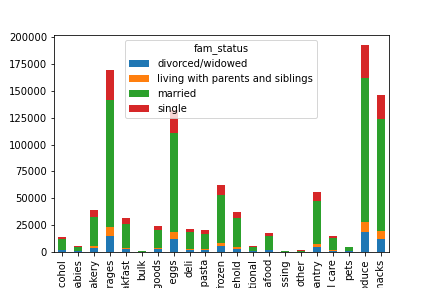 200000
175000
150000
125000
100000
75000
50000
25000
0
fam_status
divorced/widowed
living with parents and siblings
married
single
cohol
abies
akery
rages
kfast
bulk
goods
eggs
deli
pasta
rozen
ehold
tional
afood
ssing
other
antry
l care
pets
duce
nacks